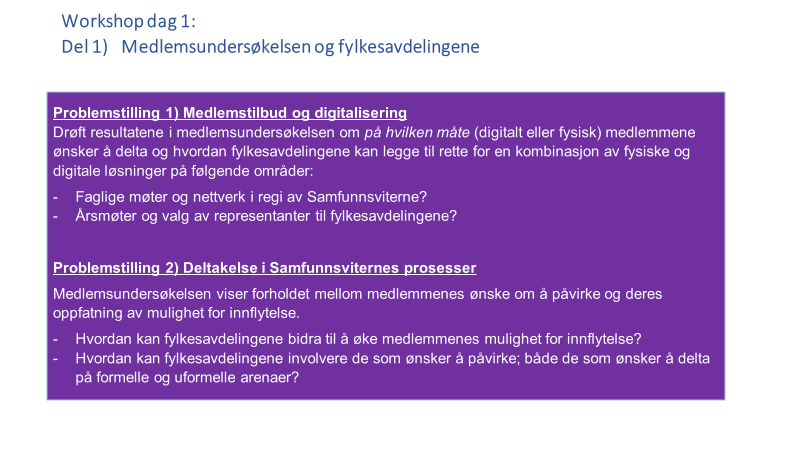 Workshop dag 1:
Del 1) Medlemsundersøkelsen og fylkesavdelingene
Problemstilling 1) Medlemstilbud og digitalisering
Drøft resultatene i medlemsundersøkelsen om på hvilken måte (digitalt eller fysisk) medlemmene
ønsker å delta og hvordan fylkesavdelingene kan legge til rette for en kombinasjon av fysiske og
digitale løsninger på følgende områder:
- Faglige møter og nettverk i regi av Samfunnsviterne?
- Årsmøter og valg av representanter til fylkesavdelingene?
Problemstilling 2) Deltakelse i Samfunnsviternes prosesser
Medlemsundersøkelsen viser forholdet mellom medlemmenes ønske om å påvirke og deres
oppfatning av mulighet for innflytelse.
- Hvordan kan fylkesavdelingene bidra til å øke medlemmenes mulighet for innflytelse?
- Hvordan kan fylkesavdelingene involvere de som ønsker å påvirke; både de som ønsker å delta
på formelle og uformelle arenaer?